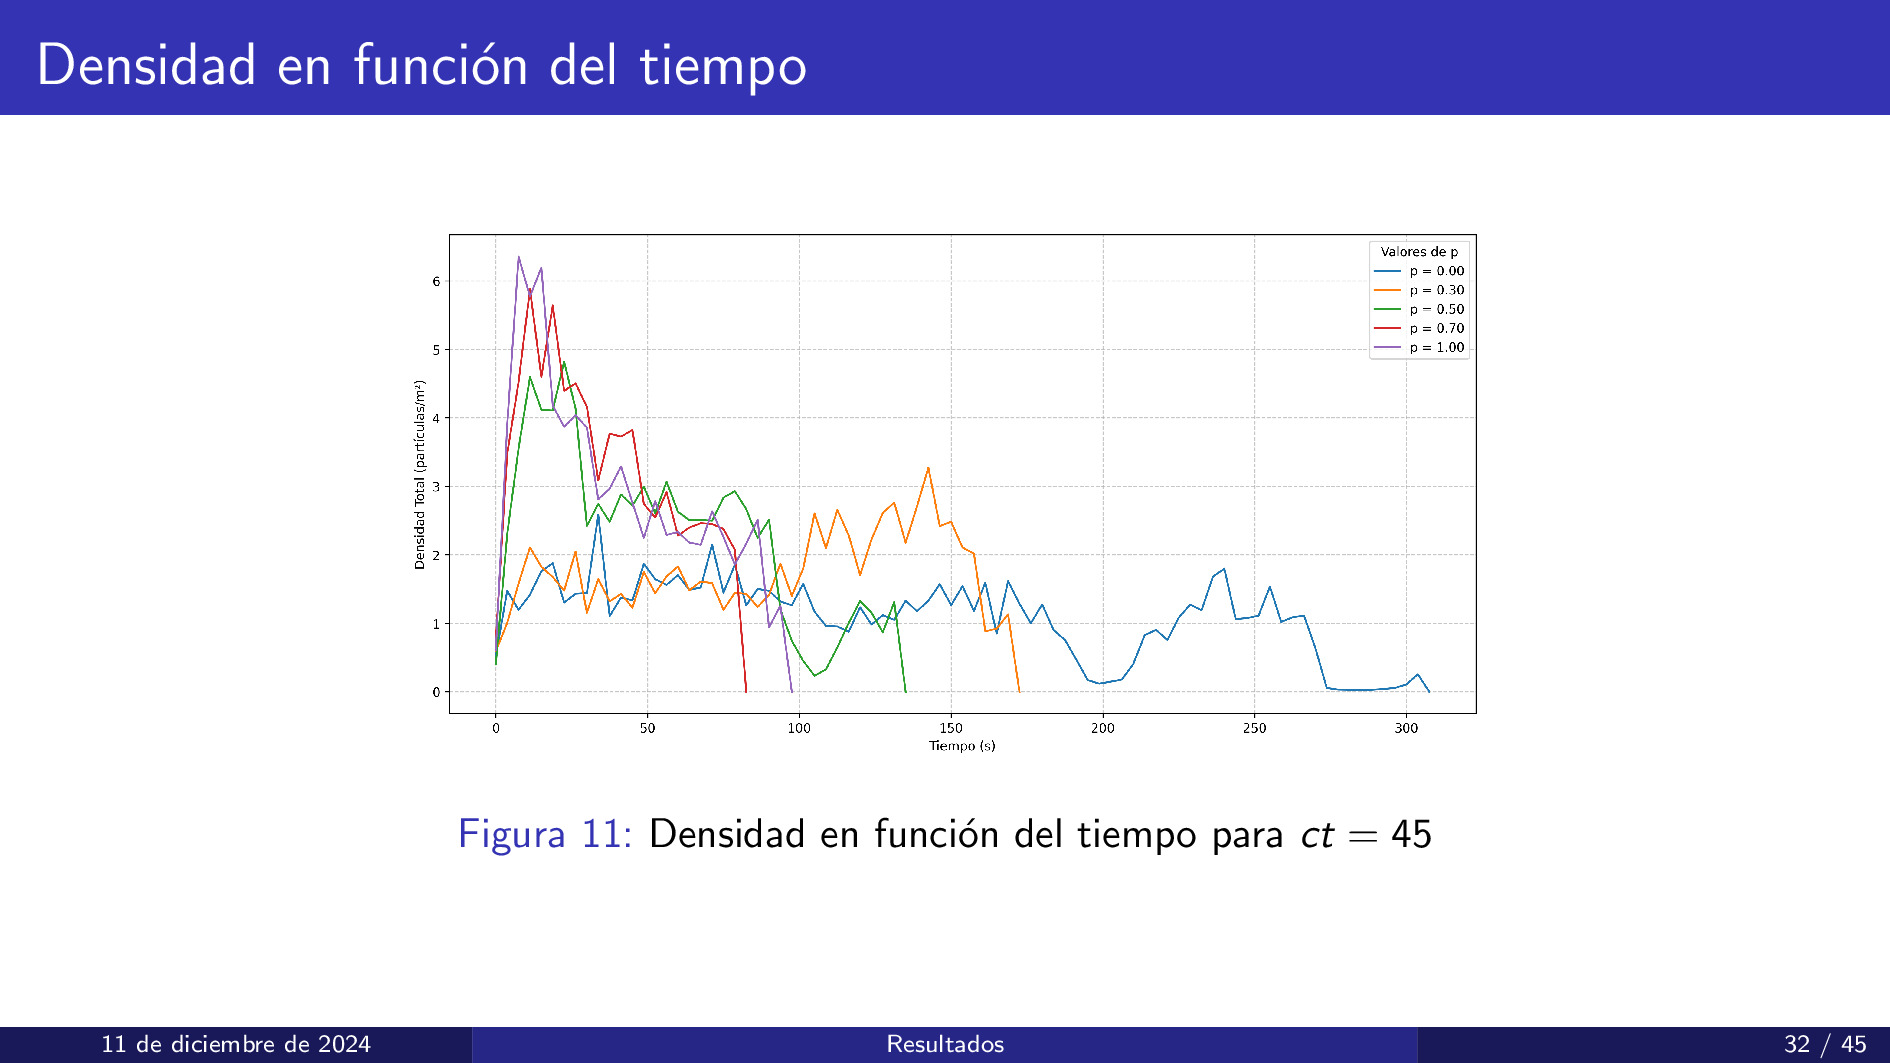 Densidad en función del tiempo
Valores de p
p = 0.00
p = 0.30
p = 0.50
p = 0.70
p = 1.00
6
5
4
3
2
1
0
Densidad Total (partículas/m²)
0 50 100 150 200 250 300
Tiempo (s)
Figura 11: Densidad en función del tiempo para ct = 45
11 de diciembre de 2024 Resultados 32 / 45